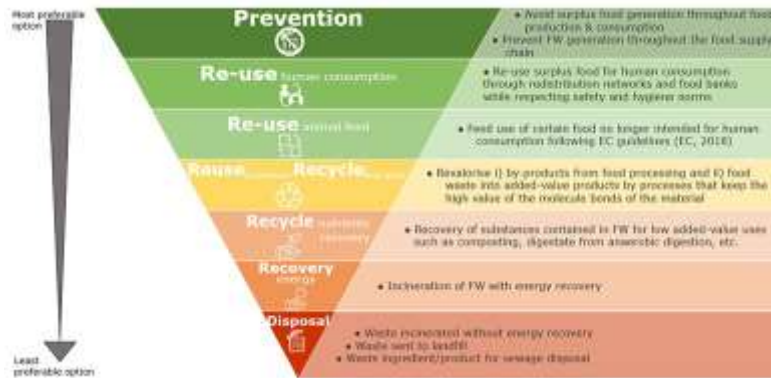 Most preferable
option
Prevention
• Avoid surplus food generation throughout food
production & consumption
• Prevent FW generation throughout the food supply
chain
Re-use human consumption
• Re-use surplus food for human consumption
through redistribution networks and food banks
while respecting safety and hygiene norms
Re-use animal feed
• Feed use of certain food no longer intended for human
consumption following EC guidelines (EC, 2018)
Reuse Recycle
• Revalorise i) by-products from food processing and ii) food
waste into added-value products by processes that keep the
high value of the molecule bonds of the material
Recycle nutrients
recovery
• Recovery of substances contained in FW for low added-value uses
such as composting, digestate from anaerobic digestion, etc.
Recovery
energy
• Incineration of FW with energy recovery
Disposal
• Waste incinerated without energy recovery
• Waste sent to landfill
• Waste ingredient/product for sewage disposal
Least
preferable option